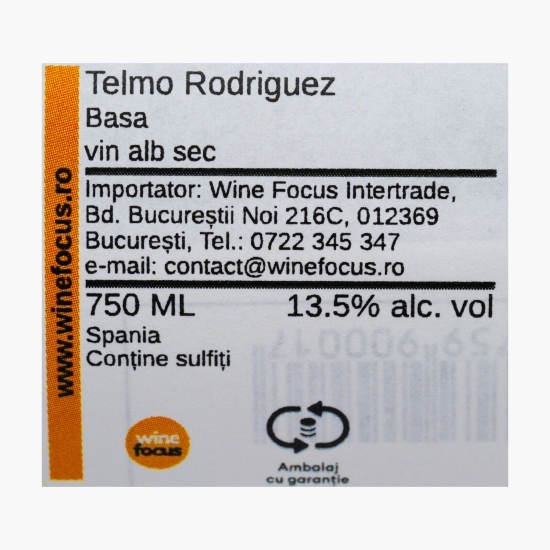 www.winefocus.ro
Telmo Rodriguez
Basa
vin alb sec
Importator: Wine Focus Intertrade,
Bd. Bucureștii Noi 216C, 012369
București, Tel.: 0722 345 347
e-mail: contact@winefocus.ro
750 ML 13.5% alc. vol
Spania
Conține sulfiți
wine
focus
Ambalaj
cu garanție